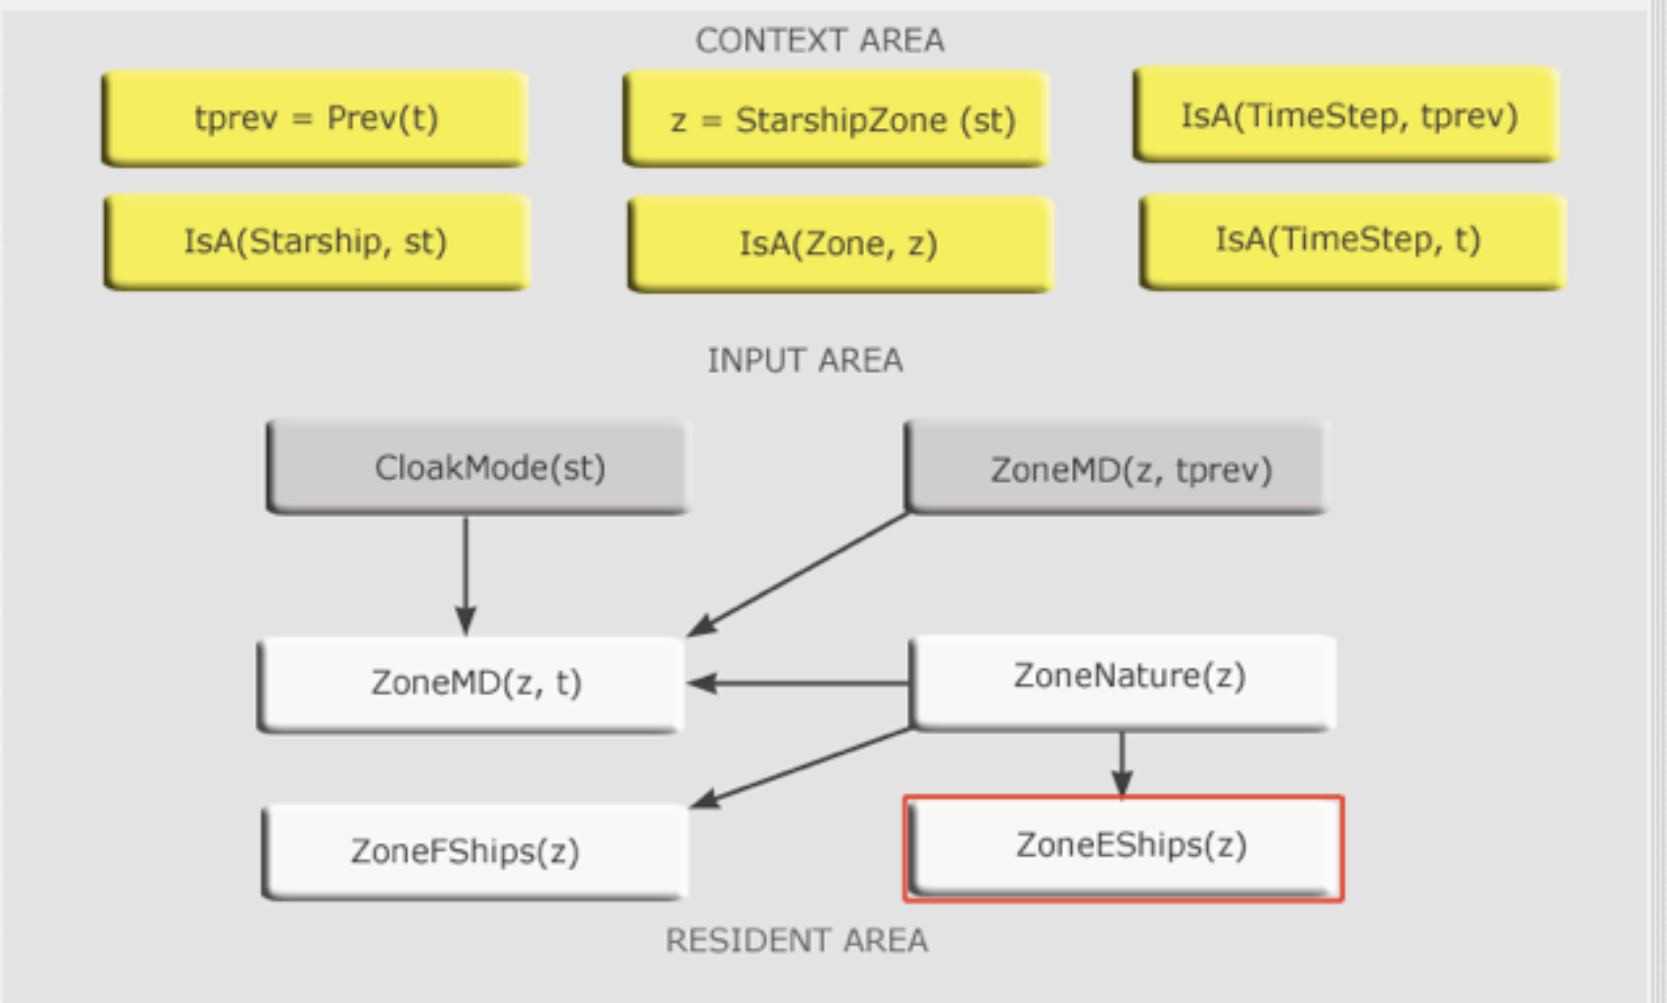 CONTEXT AREA
tprev = Prev(t)
z = StarshipZone (st)
IsA(TimeStep, tprev)
IsA(Starship, st)
IsA(Zone, z)
IsA(TimeStep, t)
INPUT AREA
CloakMode(st)
ZoneMD(z, tprev)
ZoneMD(z, t)
ZoneNature(z)
ZoneFShips(z)
ZoneEShips(z)
RESIDENT AREA